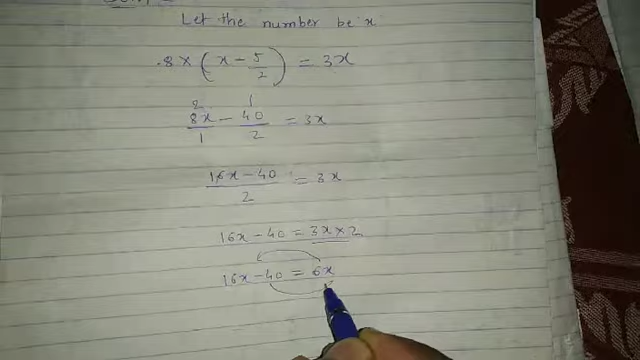 Let the number be x
8 × (x - 5/2) = 3x
8x/1 - 40/2 = 3x
16x - 40/2 = 3x
16x - 40 = 3x × 2
16x - 40 = 6x